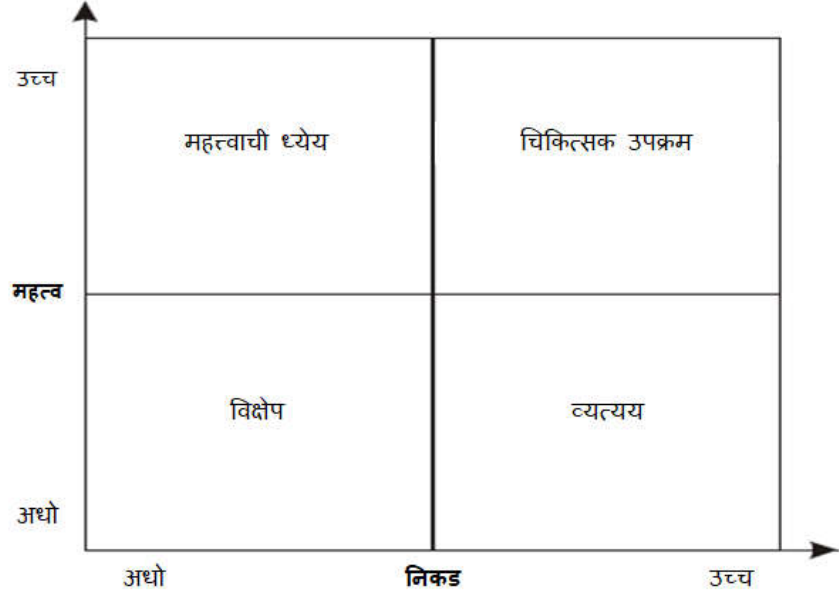 उच्च
महत्त्वाची ध्येय
चिकित्सक उपक्रम
महत्व
विक्षेप
व्यत्यय
अधो
अधो
निकड
उच्च